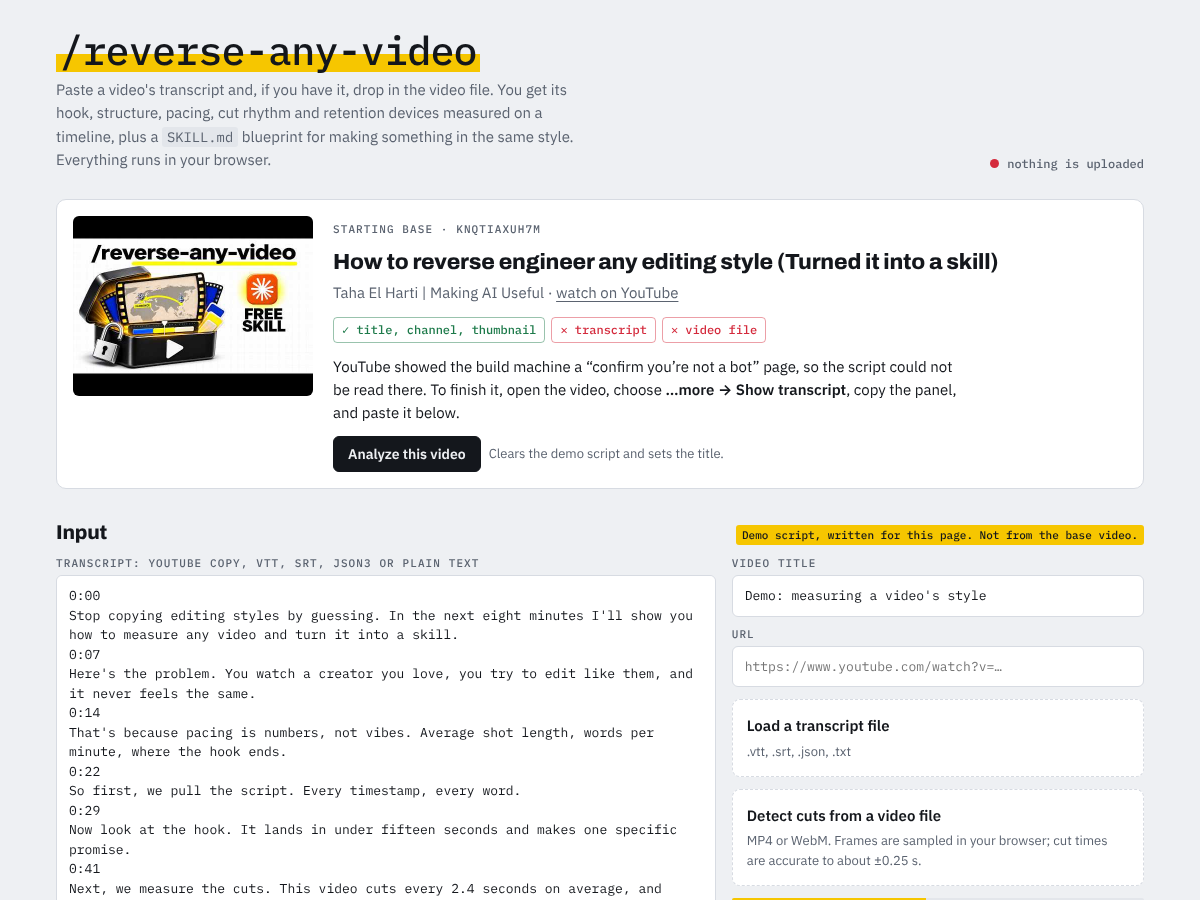 /reverse-any-video
Paste a video's transcript and, if you have it, drop in the video file. You get its
hook, structure, pacing, cut rhythm and retention devices measured on a
timeline, plus a SKILL.md blueprint for making something in the same style.
Everything runs in your browser.
nothing is uploaded
/reverse-any-video
FREE
SKILL
STARTING BASE · KNQTIAXUH7M
How to reverse engineer any editing style (Turned it into a skill)
Taha El Harti | Making AI Useful · watch on YouTube
✓ title, channel, thumbnail
× transcript
× video file
YouTube showed the build machine a “confirm you’re not a bot” page, so the script could not
be read there. To finish it, open the video, choose …more → Show transcript, copy the panel,
and paste it below.
Analyze this video
Clears the demo script and sets the title.
Input
Demo script, written for this page. Not from the base video.
TRANSCRIPT: YOUTUBE COPY, VTT, SRT, JSON3 OR PLAIN TEXT
0:00
Stop copying editing styles by guessing. In the next eight minutes I'll show you
how to measure any video and turn it into a skill.
0:07
Here's the problem. You watch a creator you love, you try to edit like them, and
it never feels the same.
0:14
That's because pacing is numbers, not vibes. Average shot length, words per
minute, where the hook ends.
0:22
So first, we pull the script. Every timestamp, every word.
0:29
Now look at the hook. It lands in under fifteen seconds and makes one specific
promise.
0:41
Next, we measure the cuts. This video cuts every 2.4 seconds on average, and
VIDEO TITLE
Demo: measuring a video's style
URL
https://www.youtube.com/watch?v=…
Load a transcript file
.vtt, .srt, .json, .txt
Detect cuts from a video file
MP4 or WebM. Frames are sampled in your browser; cut times
are accurate to about ±0.25 s.